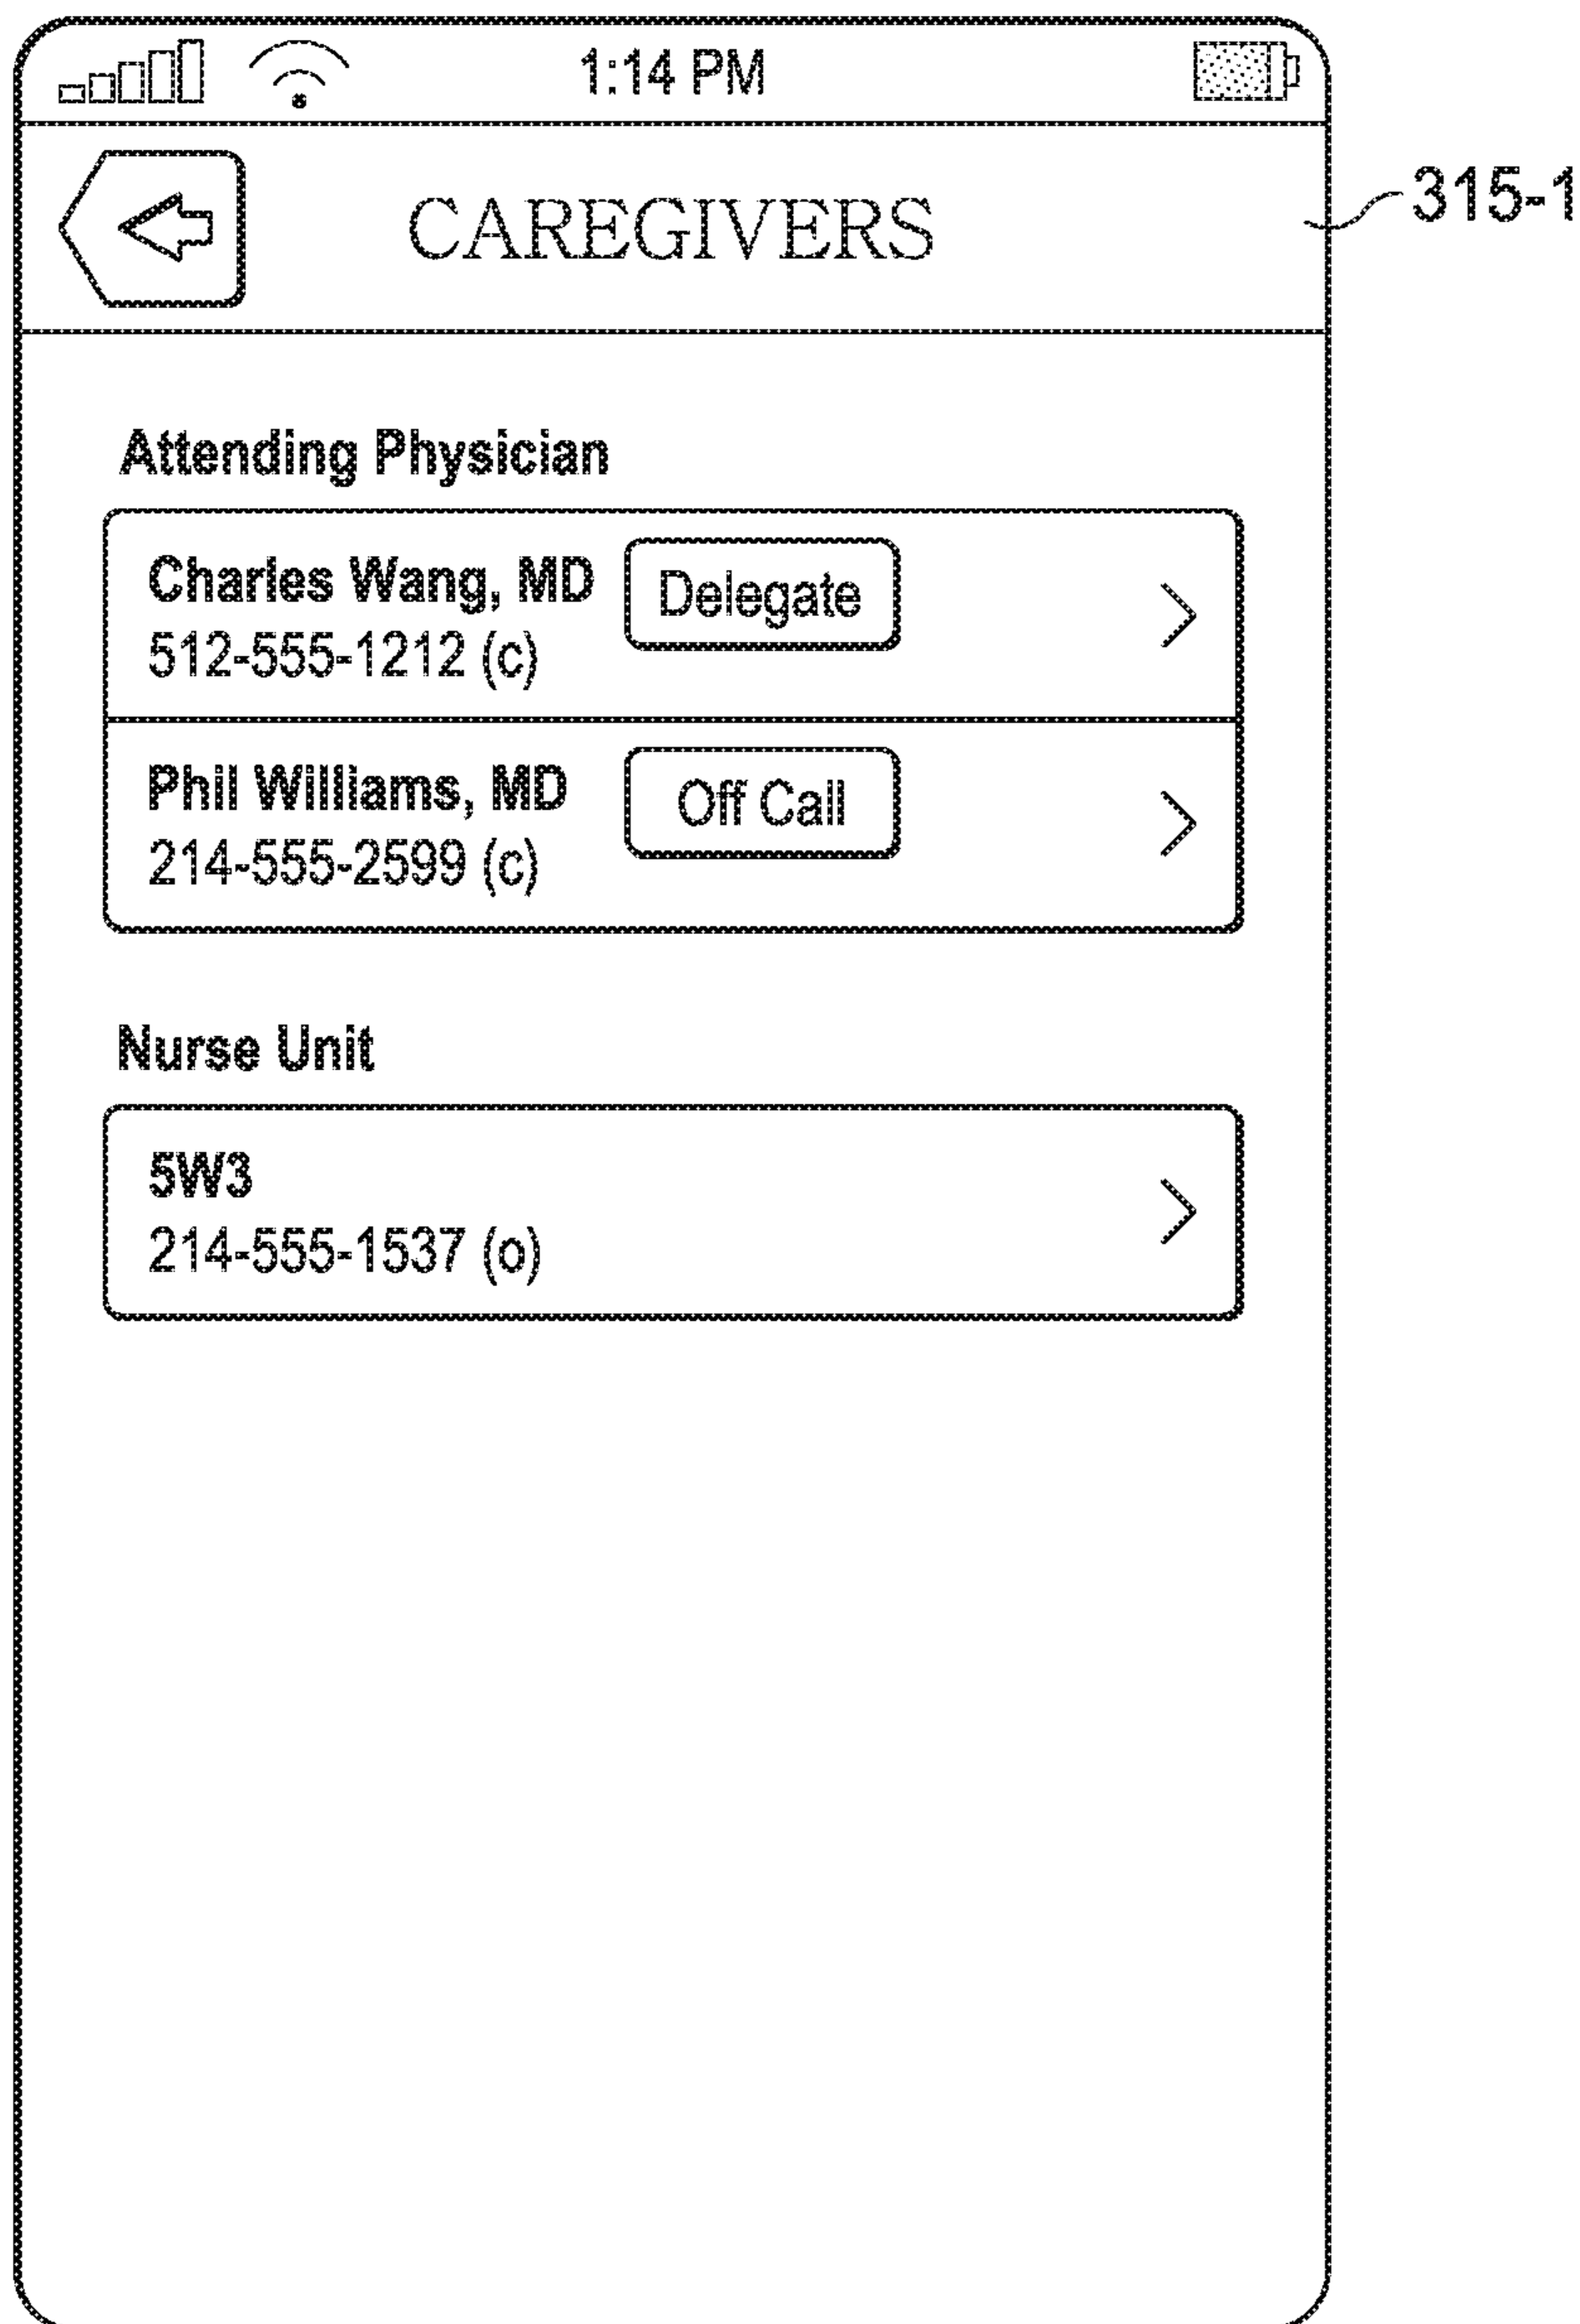 1:14 PM
CAREGIVERS
315-1
Attending Physician
Charles Wang, MD
Delegate
512-555-1212 (c)
Phil Williams, MD
Off Call
214-555-2599 (c)
Nurse Unit
5W3
214-555-1537 (o)